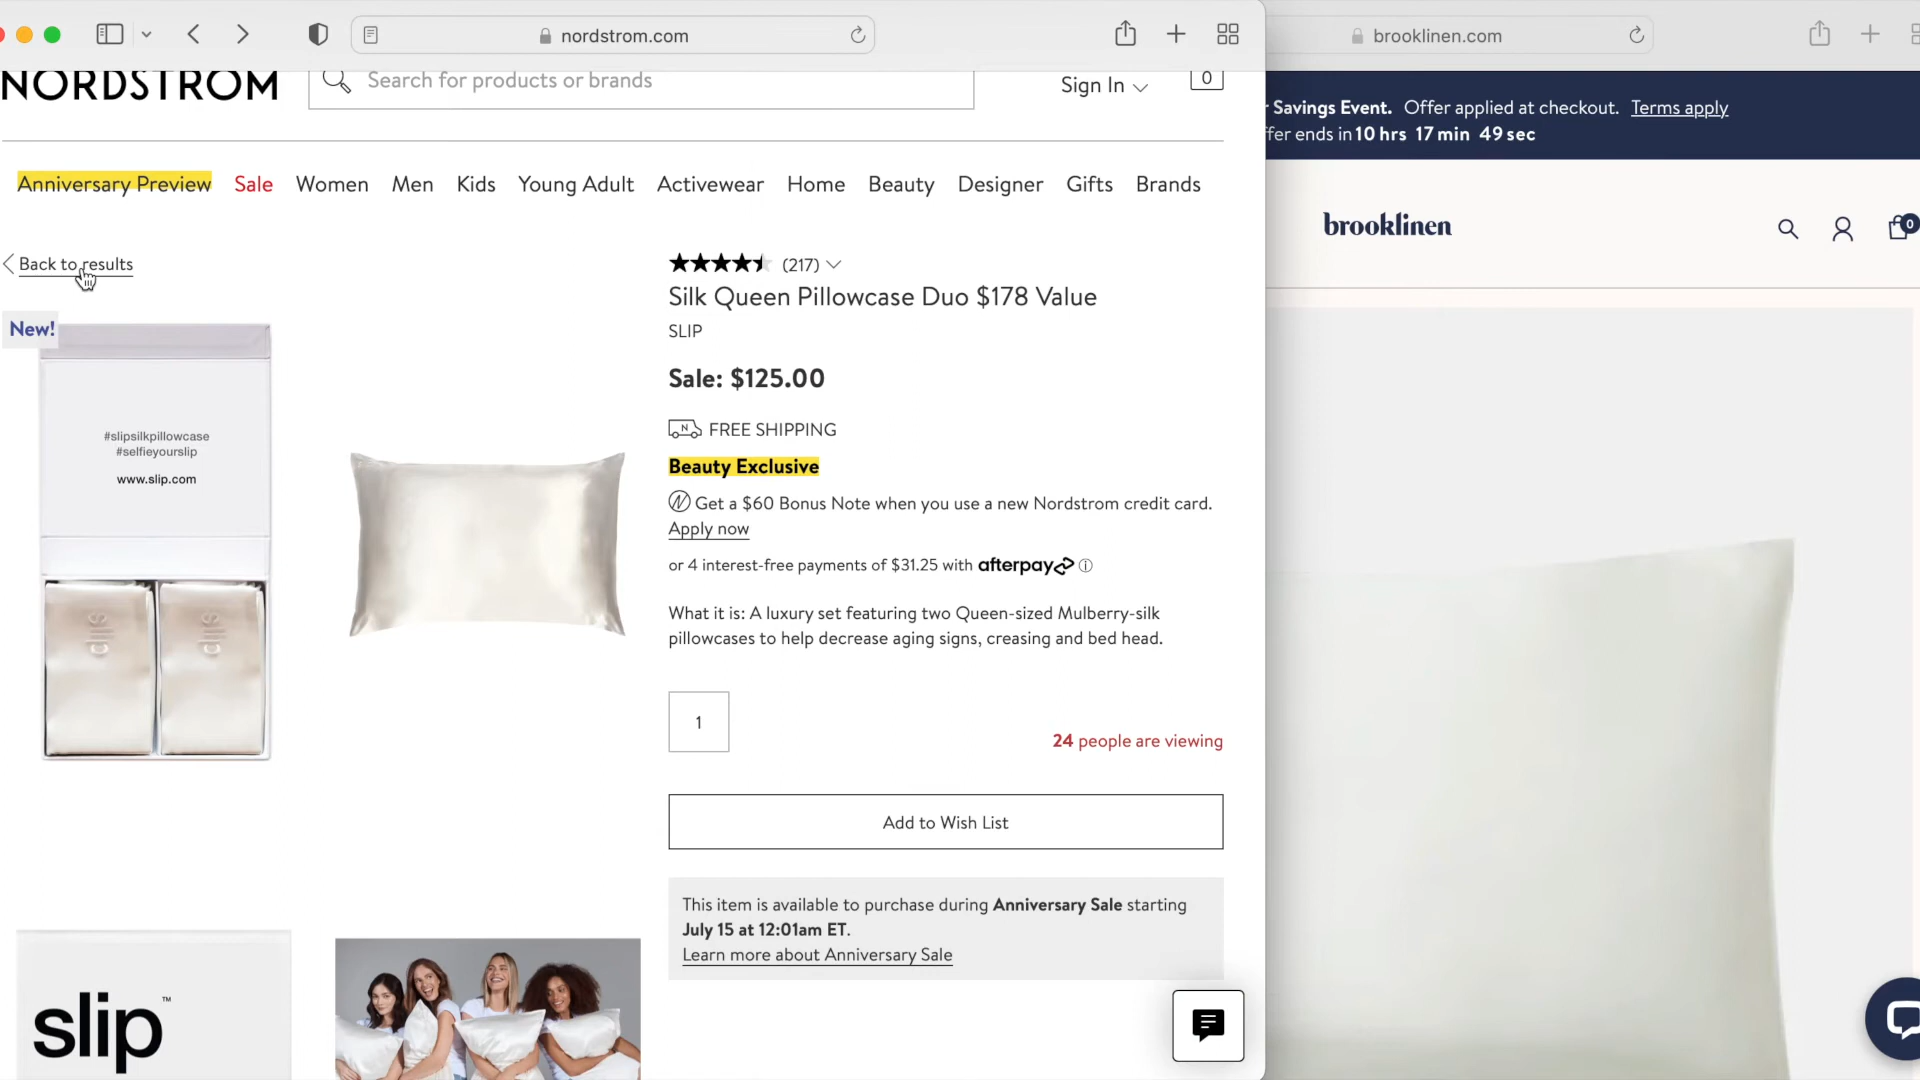 nordstrom.com
NORDSTROM
Search for products or brands
Sign In
0
Anniversary Preview Sale Women Men Kids Young Adult Activewear Home Beauty Designer Gifts Brands
Back to results
New!
#slipsilkpillowcase
#selfieyourslip
www.slip.com
slip slip
slip™
(217)
Silk Queen Pillowcase Duo $178 Value
SLIP
Sale: $125.00
N FREE SHIPPING
Beauty Exclusive
Get a $60 Bonus Note when you use a new Nordstrom credit card.
Apply now
or 4 interest-free payments of $31.25 with afterpay
What it is: A luxury set featuring two Queen-sized Mulberry-silk
pillowcases to help decrease aging signs, creasing and bed head.
1
24 people are viewing
Add to Wish List
This item is available to purchase during Anniversary Sale starting
July 15 at 12:01am ET.
Learn more about Anniversary Sale
brooklinen.com
Savings Event. Offer applied at checkout. Terms apply
ends in 10 hrs 17 min 49 sec
brooklinen
0